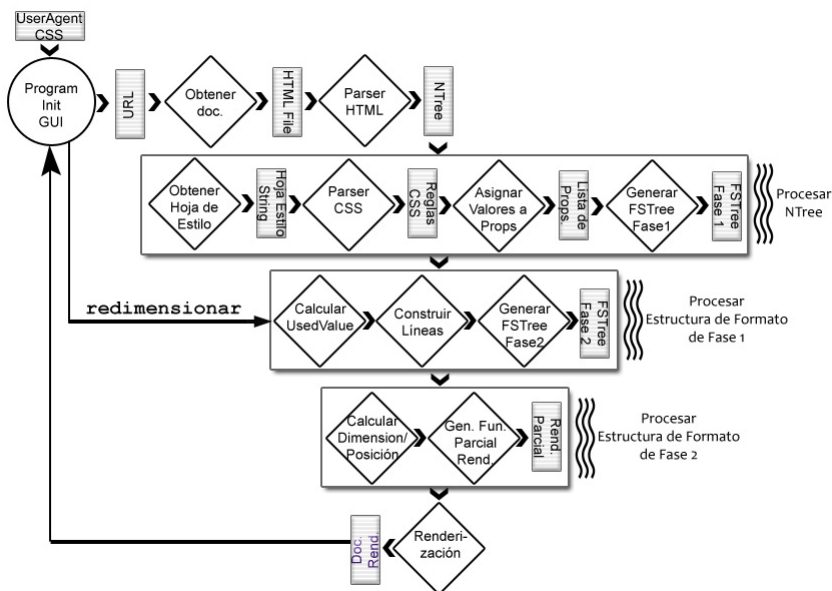 UserAgent
CSS
Program
Init
GUI
URL
Obtener
doc.
HTML File
Parser
HTML
NTree
Obtener
Hoja de
Estilo
Hoja Estilo
String
Parser
CSS
Reglas
CSS
Asignar
Valores a
Props
Lista de
Props.
Generar
FSTree
Fase1
FSTree
Fase 1
Procesar
NTree
redimensionar
Calcular
UsedValue
Construir
Líneas
Generar
FSTree
Fase2
FSTree
Fase 2
Procesar
Estructura de Formato
de Fase 1
Calcular
Dimension/
Posición
Gen. Fun.
Parcial
Rend.
Rend.
Parcial
Procesar
Estructura de Formato
de Fase 2
Doc.
Rend.
Renderi-
zación